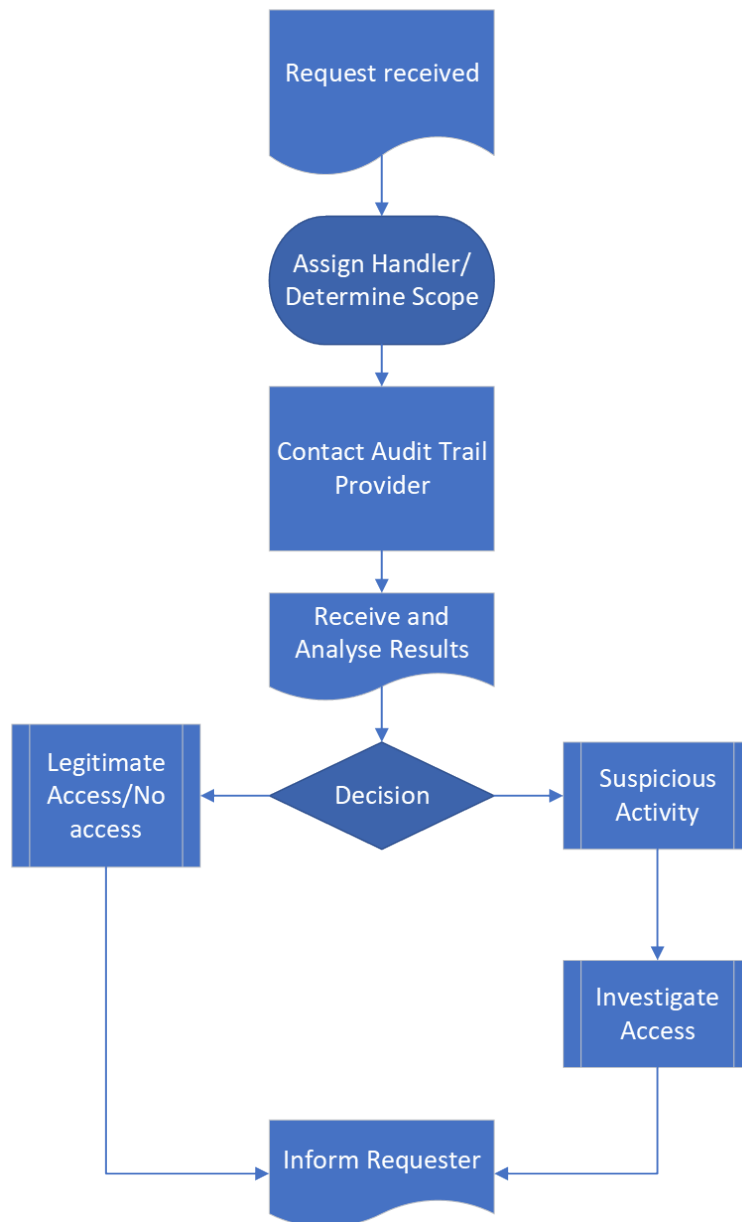 Request received
Assign Handler/
Determine Scope
Contact Audit Trail
Provider
Receive and
Analyse Results
Legitimate
Access/No
access
Decision
Suspicious
Activity
Investigate
Access
Inform Requester